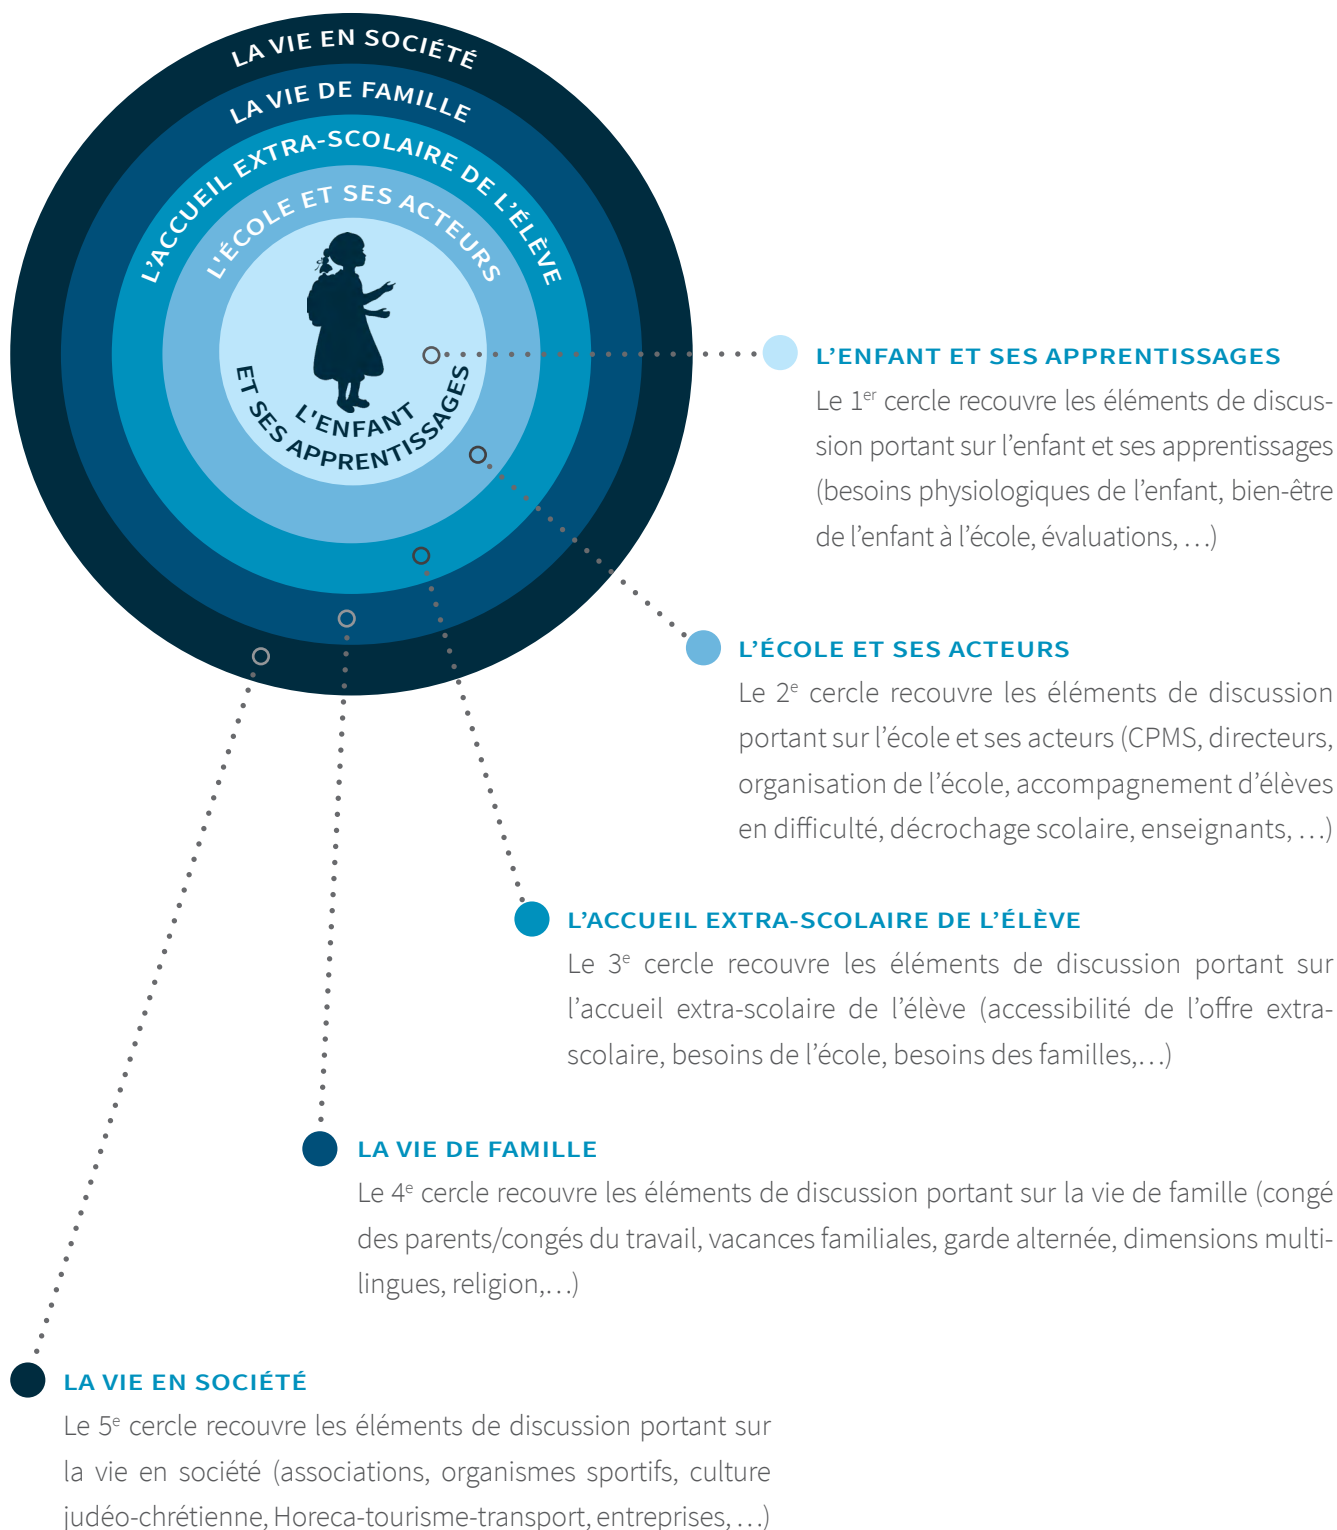 LA VIE EN SOCIÉTÉ
LA VIE DE FAMILLE
L’ACCUEIL EXTRA-SCOLAIRE DE L’ÉLÈVE
L'ÉCOLE ET SES ACTEURS
L'ENFANT
ET SES APPRENTISSAGES
L’ENFANT ET SES APPRENTISSAGES
Le 1er cercle recouvre les éléments de discus-
sion portant sur l’enfant et ses apprentissages
(besoins physiologiques de l’enfant, bien-être
de l’enfant à l’école, évaluations, …)
L’ÉCOLE ET SES ACTEURS
Le 2e cercle recouvre les éléments de discussion
portant sur l’école et ses acteurs (CPMS, directeurs,
organisation de l’école, accompagnement d’élèves
en difficulté, décrochage scolaire, enseignants, …)
L’ACCUEIL EXTRA-SCOLAIRE DE L’ÉLÈVE
Le 3e cercle recouvre les éléments de discussion portant sur
l’accueil extra-scolaire de l’élève (accessibilité de l’offre extra-
scolaire, besoins de l’école, besoins des familles,…)
LA VIE DE FAMILLE
Le 4e cercle recouvre les éléments de discussion portant sur la vie de famille (congé
des parents/congés du travail, vacances familiales, garde alternée, dimensions multi-
lingues, religion,…)
LA VIE EN SOCIÉTÉ
Le 5e cercle recouvre les éléments de discussion portant sur
la vie en société (associations, organismes sportifs, culture
judéo-chrétienne, Horeca-tourisme-transport, entreprises, …)